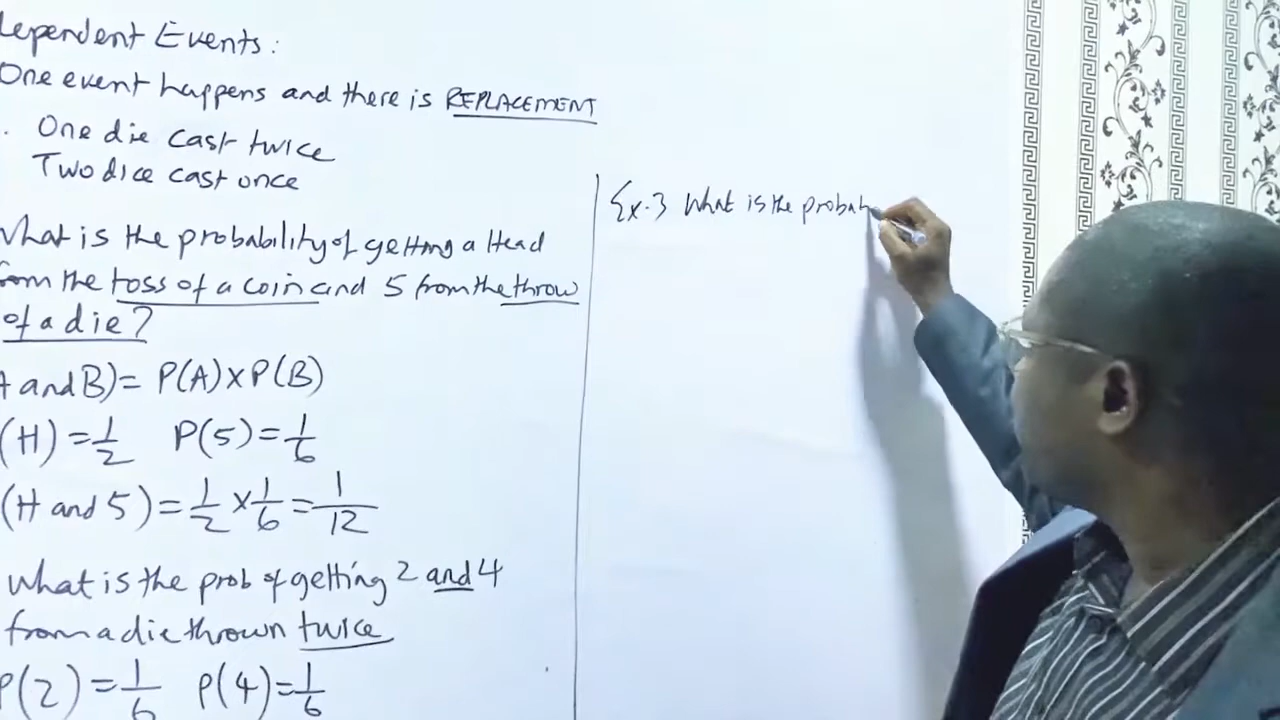 dependent Events:
One event happens and there is REPLACEMENT
. One die cast twice
Two dice cast once
What is the probability of getting a Head
from the toss of a coin and 5 from the throw
of a die?
A and B) = P(A) x P(B)
(H) = 1/2 P(5) = 1/6
(H and 5) = 1/2 x 1/6 = 1/12
What is the prob of getting 2 and 4
from a die thrown twice
P(2) = 1/6 P(4) = 1/6
Ex.3 What is the probab